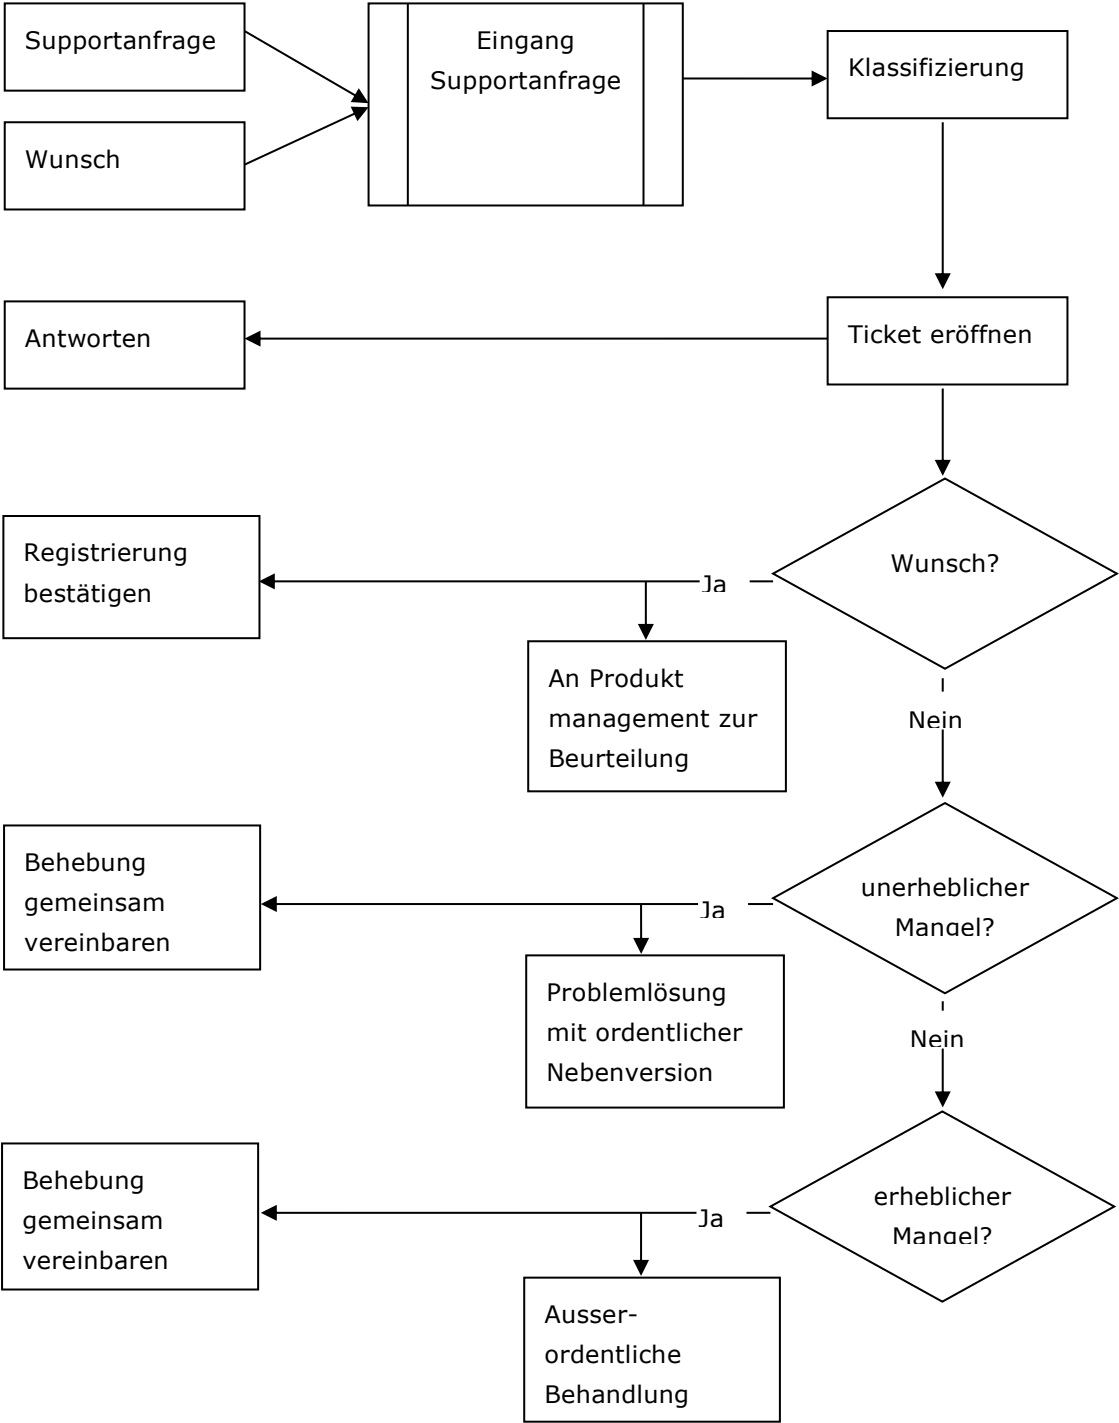 Supportanfrage
Eingang
Supportanfrage
Klassifizierung
Wunsch
Antworten
Ticket eröffnen
Wunsch?
Registrierung
bestätigen
Ja
An Produkt
management zur
Beurteilung
Nein
Behebung
gemeinsam
vereinbaren
unerheblicher
Mangel?
Ja
Problemlösung
mit ordentlicher
Nebenversion
Nein
Behebung
gemeinsam
vereinbaren
erheblicher
Mangel?
Ja
Ausser-
ordentliche
Behandlung